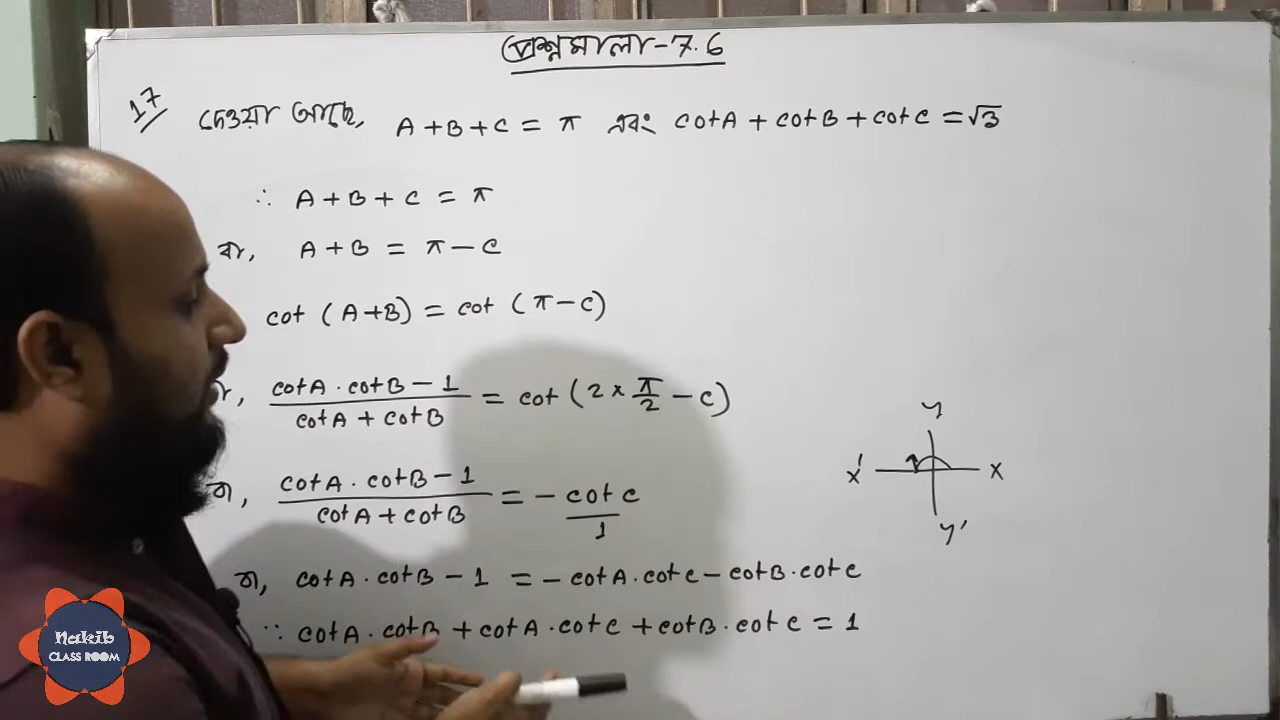 প্রশ্নমালা-7.6
17 দেওয়া আছে, A + B + C = π এবং cotA + cotB + cotC = √3
∴ A + B + C = π
বা, A + B = π - C
cot (A+B) = cot (π - C)
cotA · cotB - 1 / cotA + cotB = cot (2 × π/2 - C)
বা, cotA · cotB - 1 / cotA + cotB = - cot C / 1
বা, cotA · cotB - 1 = - cotA · cotC - cotB · cotC
∴ cotA · cotB + cotA · cotC + cotB · cotC = 1
y
x' x
y'
Nakib
CLASS ROOM